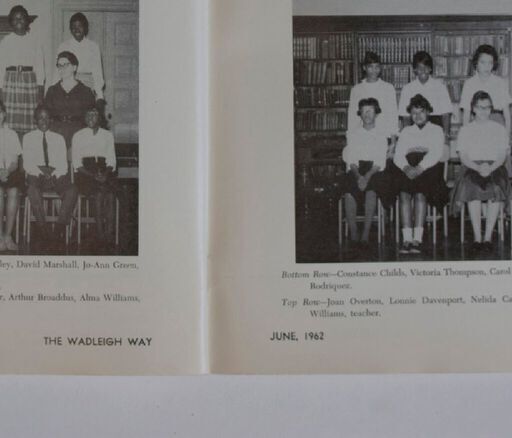 ley, David Marshall, Jo-Ann Green,
r, Arthur Broaddus, Alma Williams,
THE WADLEIGH WAY
Bottom Row—Constance Childs, Victoria Thompson, Carol
Rodriquez.
Top Row—Joan Overton, Lonnie Davenport, Nelida Ca
Williams, teacher.
JUNE, 1962